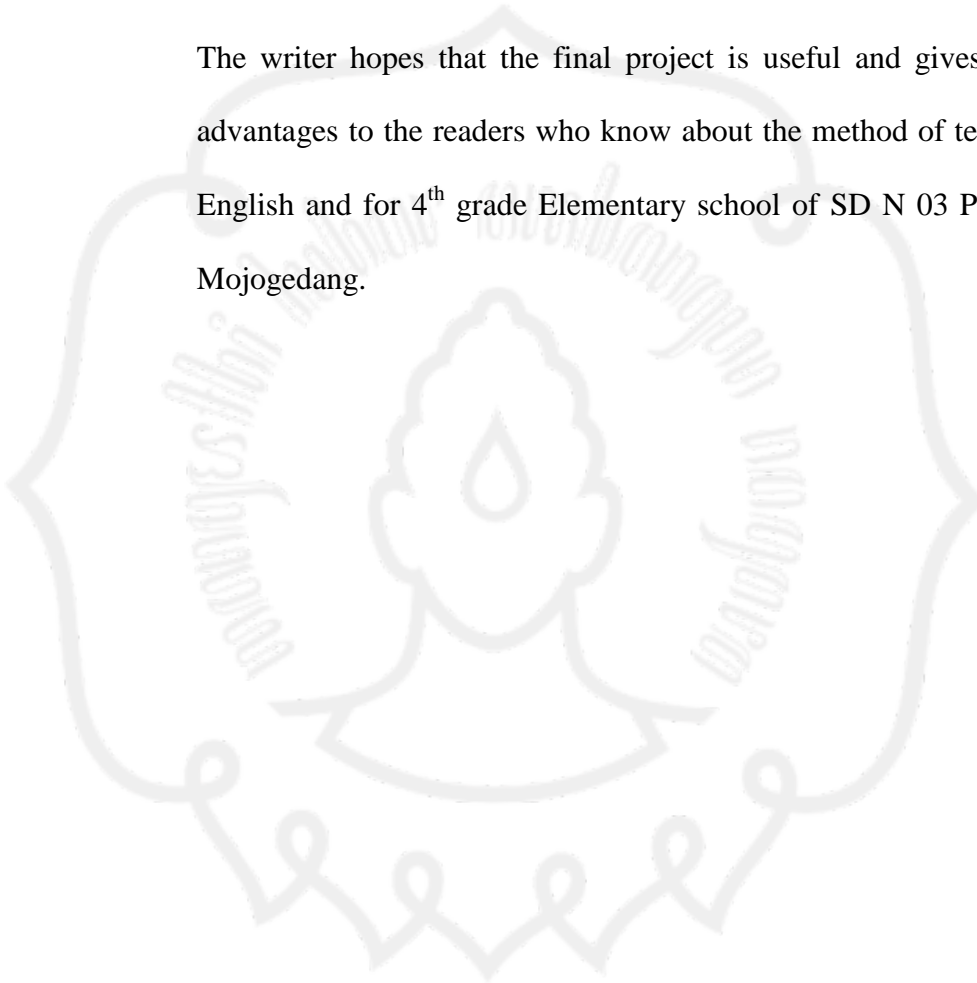 The writer hopes that the final project is useful and gives
advantages to the readers who know about the method of te
English and for 4th grade Elementary school of SD N 03 P
Mojogedang.